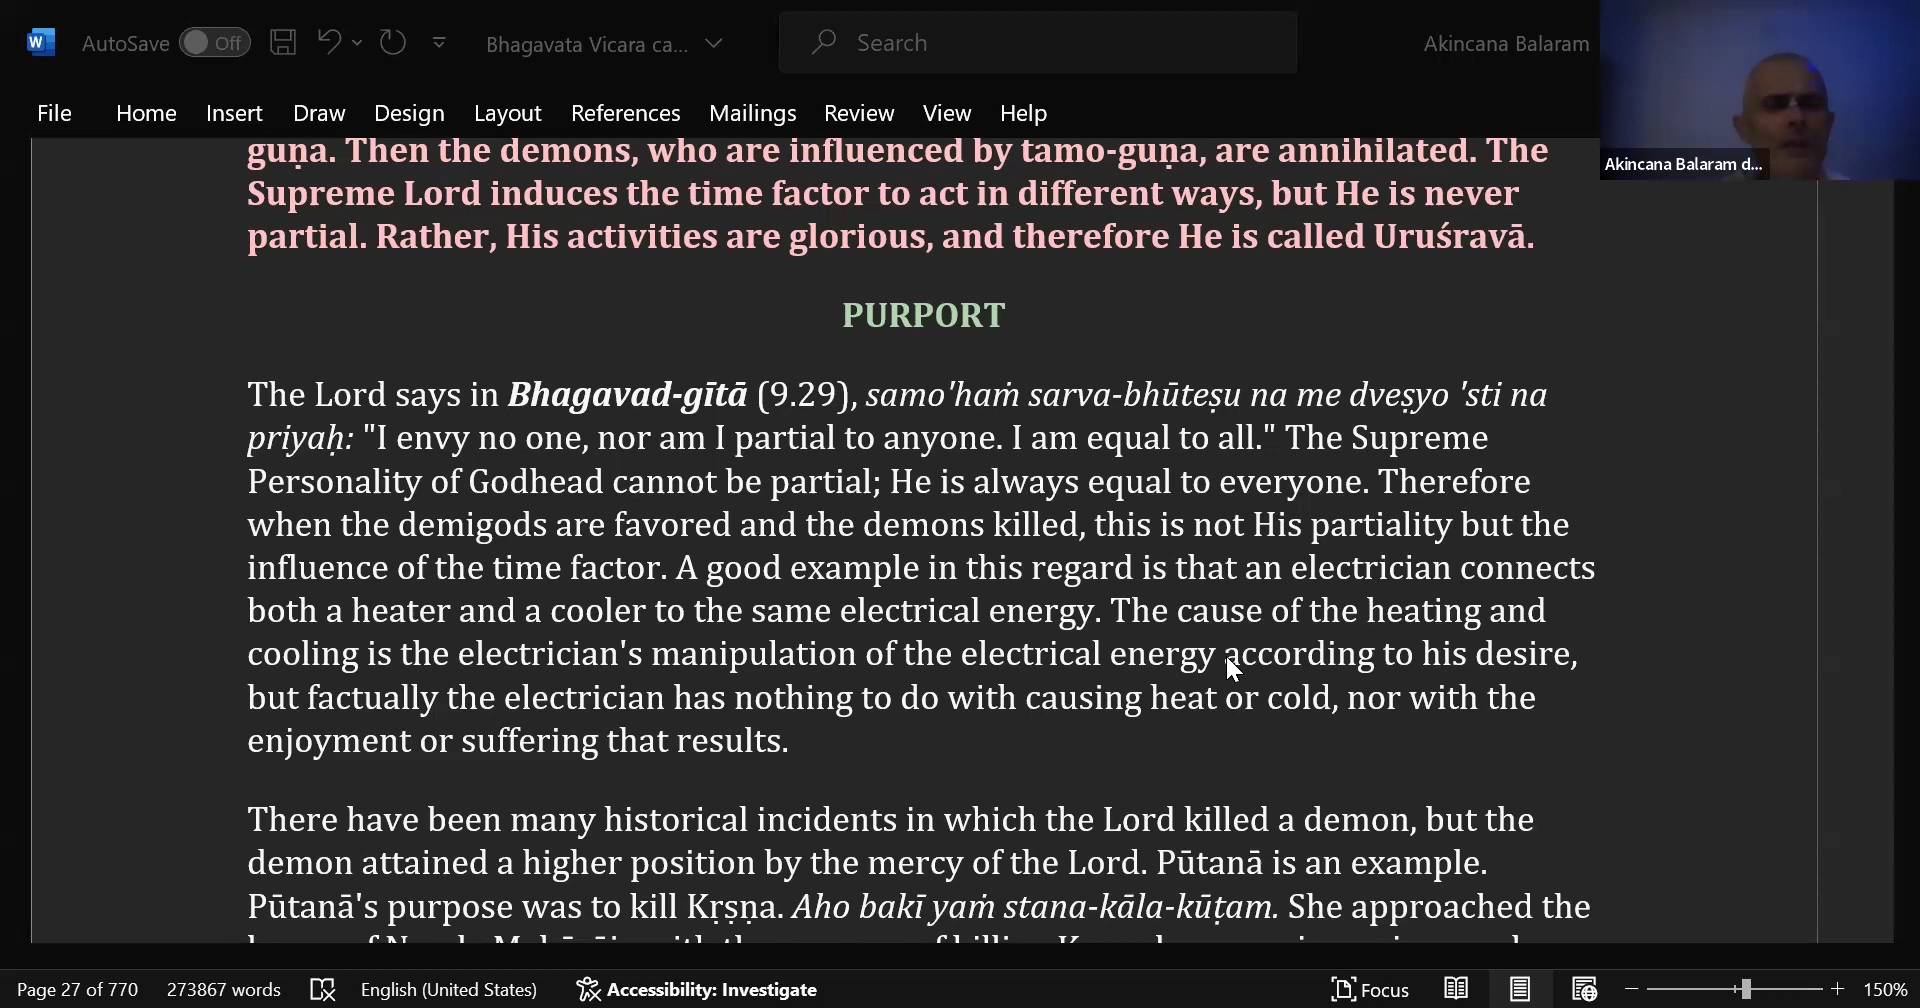 W AutoSave Off Bhagavata Vicara ca... Search Akincana Balaram
File Home Insert Draw Design Layout References Mailings Review View Help
Akincana Balaram d...
guṇa. Then the demons, who are influenced by tamo-guṇa, are annihilated. The
Supreme Lord induces the time factor to act in different ways, but He is never
partial. Rather, His activities are glorious, and therefore He is called Uruśravā.
PURPORT
The Lord says in Bhagavad-gītā (9.29), samo'haṁ sarva-bhūteṣu na me dveṣyo 'sti na
priyaḥ: "I envy no one, nor am I partial to anyone. I am equal to all." The Supreme
Personality of Godhead cannot be partial; He is always equal to everyone. Therefore
when the demigods are favored and the demons killed, this is not His partiality but the
influence of the time factor. A good example in this regard is that an electrician connects
both a heater and a cooler to the same electrical energy. The cause of the heating and
cooling is the electrician's manipulation of the electrical energy according to his desire,
but factually the electrician has nothing to do with causing heat or cold, nor with the
enjoyment or suffering that results.
There have been many historical incidents in which the Lord killed a demon, but the
demon attained a higher position by the mercy of the Lord. Pūtanā is an example.
Pūtanā's purpose was to kill Kṛṣṇa. Aho bakī yaṁ stana-kāla-kūṭam. She approached the
Page 27 of 770 273867 words English (United States) Accessibility: Investigate Focus 150%